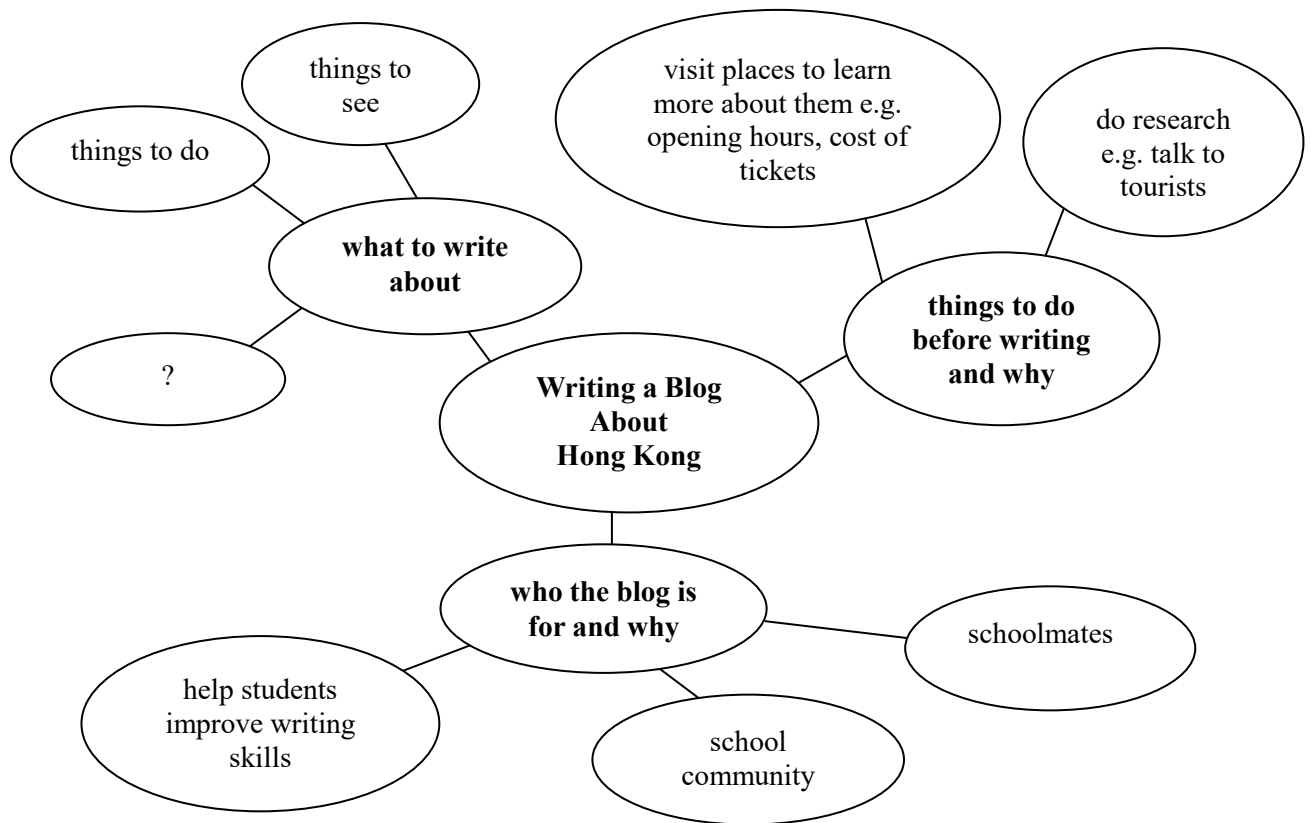 things to
see
things to do
what to write
about
?
visit places to learn
more about them e.g.
opening hours, cost of
tickets
do research
e.g. talk to
tourists
things to do
before writing
and why
Writing a Blog
About
Hong Kong
who the blog is
for and why
help students
improve writing
skills
school
community
schoolmates